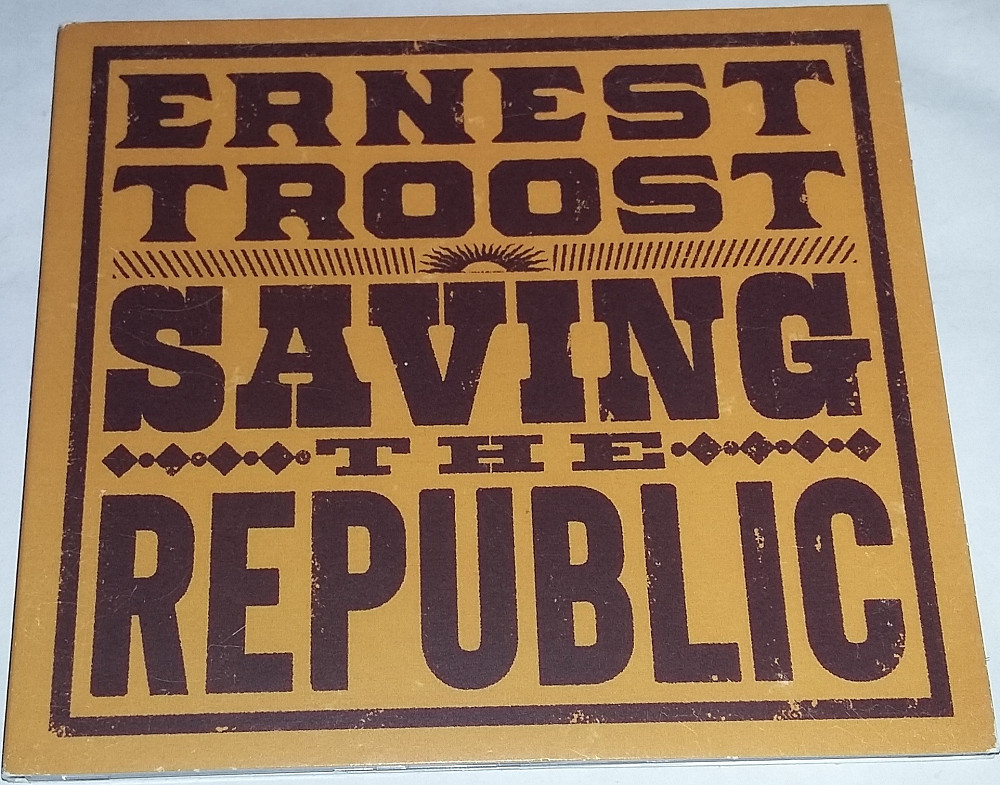 ERNEST
TROOST
SAVING
THE
REPUBLIC